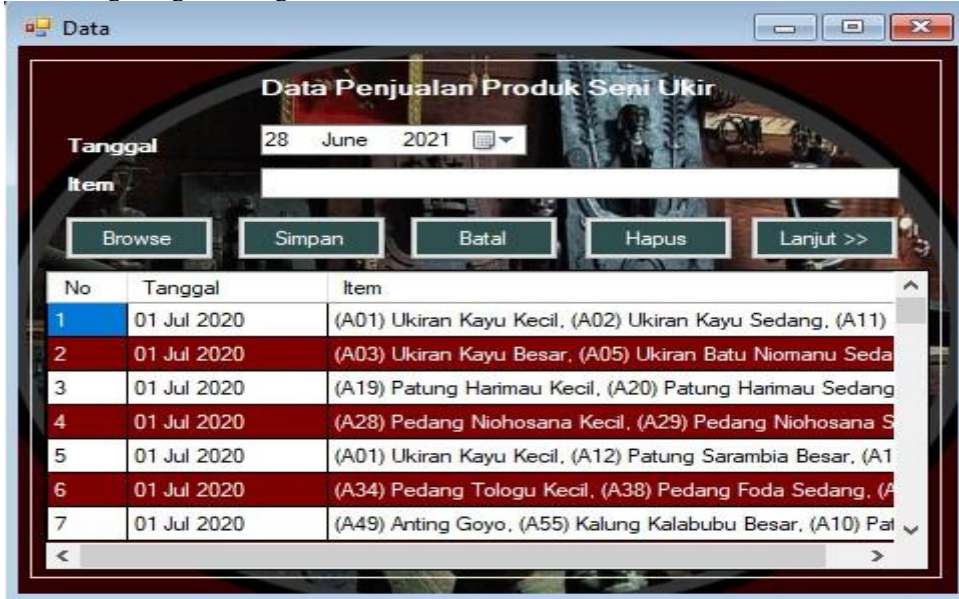 Data
Data Penjualan Produk Seni Ukir
Tanggal 28 June 2021
Item
Browse Simpan Batal Hapus Lanjut >>
No Tanggal Item
1 01 Jul 2020 (A01) Ukiran Kayu Kecil, (A02) Ukiran Kayu Sedang, (A11)
2 01 Jul 2020 (A03) Ukiran Kayu Besar, (A05) Ukiran Batu Niomanu Seda
3 01 Jul 2020 (A19) Patung Harimau Kecil, (A20) Patung Harimau Sedang
4 01 Jul 2020 (A28) Pedang Niohosana Kecil, (A29) Pedang Niohosana S
5 01 Jul 2020 (A01) Ukiran Kayu Kecil, (A12) Patung Sarambia Besar, (A1
6 01 Jul 2020 (A34) Pedang Tologu Kecil, (A38) Pedang Foda Sedang, (A
7 01 Jul 2020 (A49) Anting Goyo, (A55) Kalung Kalabubu Besar, (A10) Pat